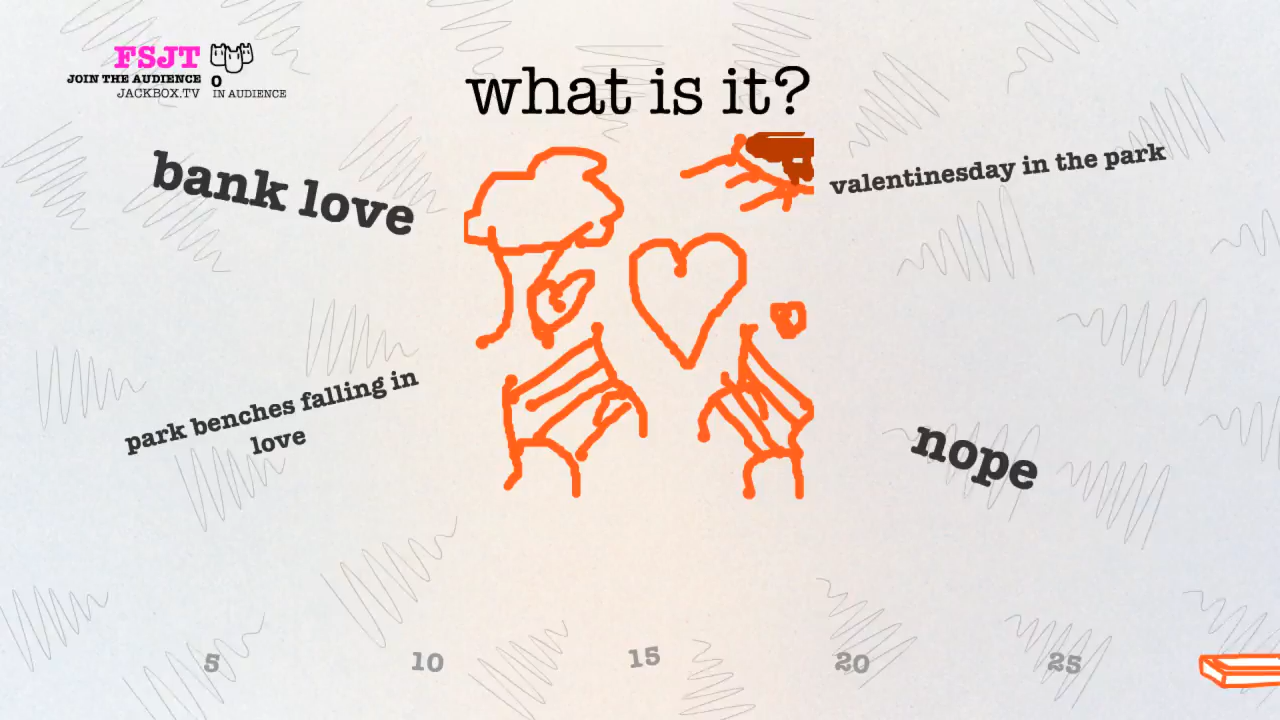 FSJT
JOIN THE AUDIENCE
JACKBOX.TV
0
IN AUDIENCE
what is it?
bank love
valentinesday in the park
park benches falling in
love
nope
5
10
15
20
25